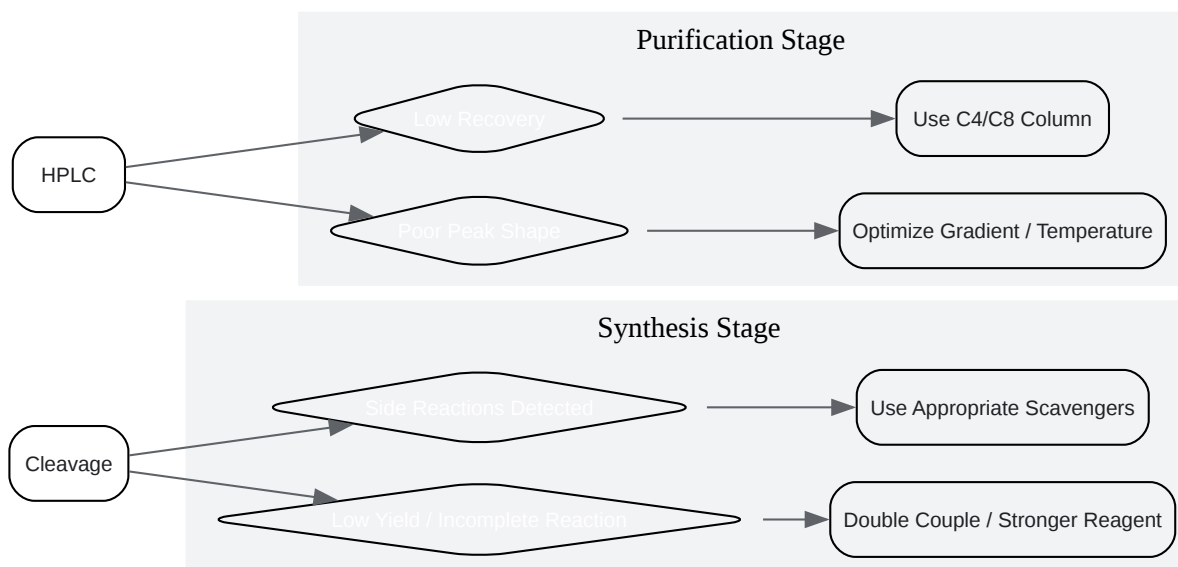 Purification Stage
Low Recovery
Use C4/C8 Column
HPLC
Poor Peak Shape
Optimize Gradient / Temperature
Synthesis Stage
Side Reactions Detected
Use Appropriate Scavengers
Cleavage
Low Yield / Incomplete Reaction
Double Couple / Stronger Reagent